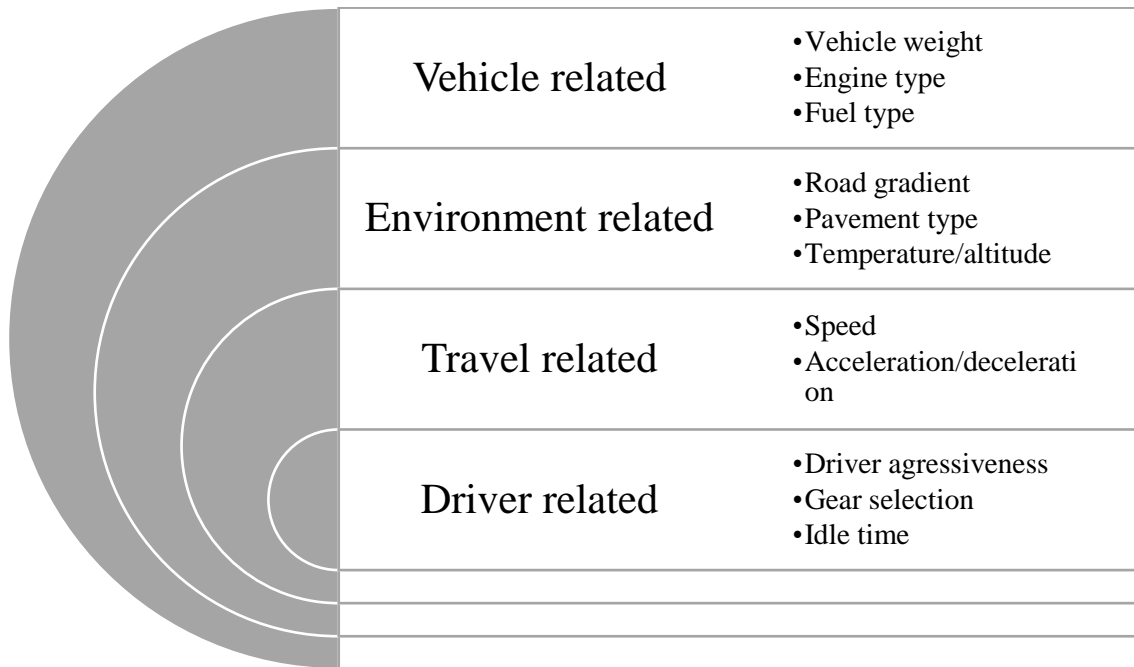 Vehicle related
•Vehicle weight
•Engine type
•Fuel type
Environment related
•Road gradient
•Pavement type
•Temperature/altitude
Travel related
•Speed
•Acceleration/decelerati
on
Driver related
•Driver agressiveness
•Gear selection
•Idle time